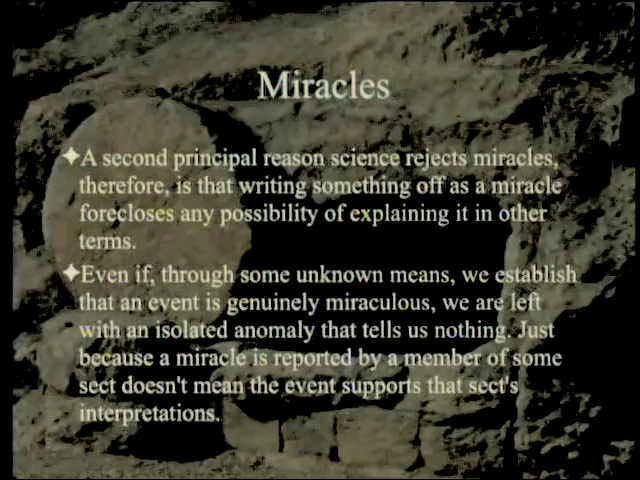 Miracles
✦A second principal reason science rejects miracles,
therefore, is that writing something off as a miracle
forecloses any possibility of explaining it in other
terms.
✦Even if, through some unknown means, we establish
that an event is genuinely miraculous, we are left
with an isolated anomaly that tells us nothing. Just
because a miracle is reported by a member of some
sect doesn't mean the event supports that sect's
interpretations.